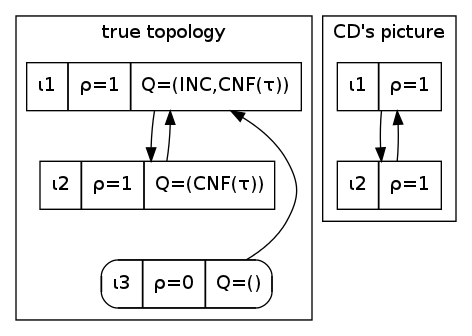 true topology
ι1 ρ=1 Q=(INC,CNF(τ))
ι2 ρ=1 Q=(CNF(τ))
ι3 ρ=0 Q=()
CD's picture
ι1 ρ=1
ι2 ρ=1